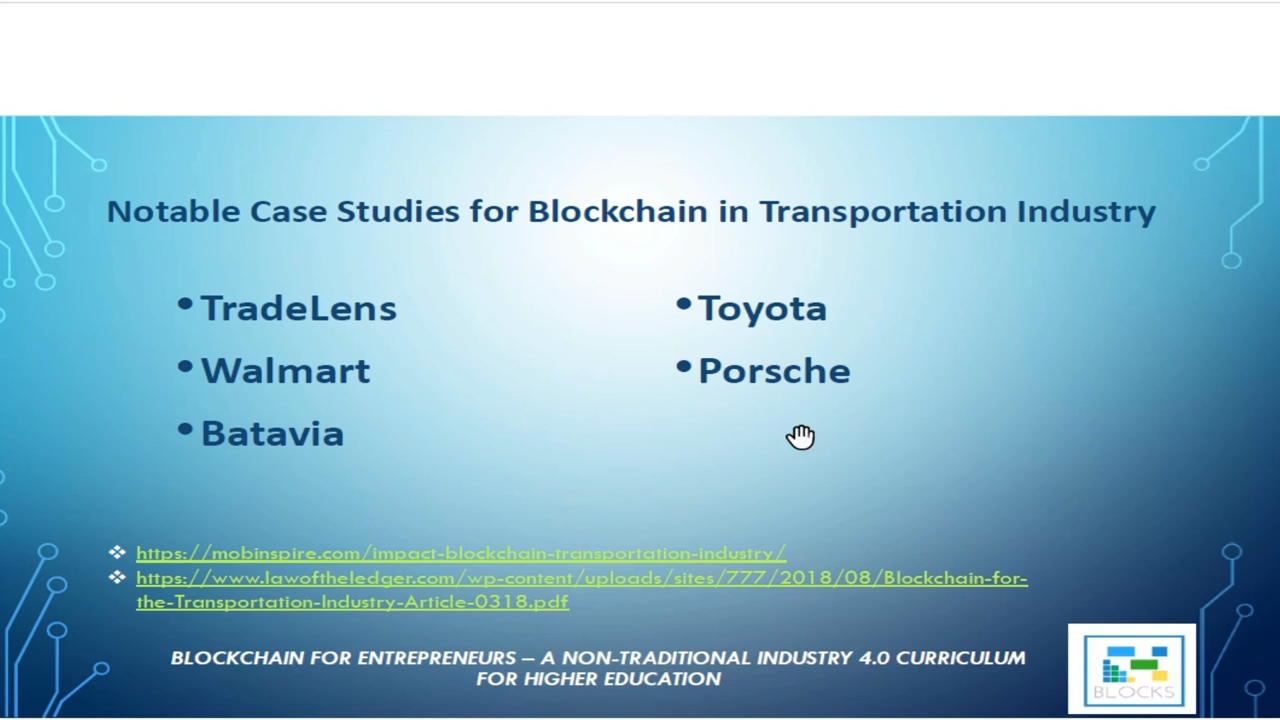 Notable Case Studies for Blockchain in Transportation Industry
•TradeLens
•Walmart
•Batavia
•Toyota
•Porsche
❖ https://mobinspire.com/impact-blockchain-transportation-industry/
❖ https://www.lawoftheledger.com/wp-content/uploads/sites/777/2018/08/Blockchain-for-
the-Transportation-Industry-Article-0318.pdf
BLOCKCHAIN FOR ENTREPRENEURS – A NON-TRADITIONAL INDUSTRY 4.0 CURRICULUM
FOR HIGHER EDUCATION
BLOCKS